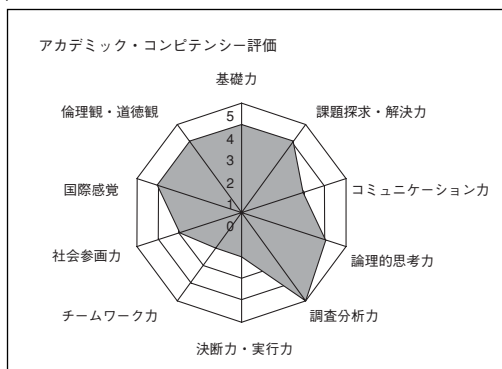 アカデミック・コンピテンシー評価
基礎力
倫理観・道徳観
課題探求・解決力
5
4
3
2
1
0
国際感覚
コミュニケーション力
社会参画力
論理的思考力
チームワーク力
調査分析力
決断力・実行力